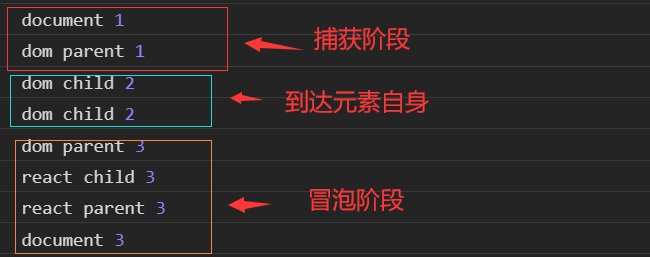 document 1
dom parent 1
捕获阶段
dom child 2
dom child 2
到达元素自身
dom parent 3
react child 3
react parent 3
冒泡阶段
document 3